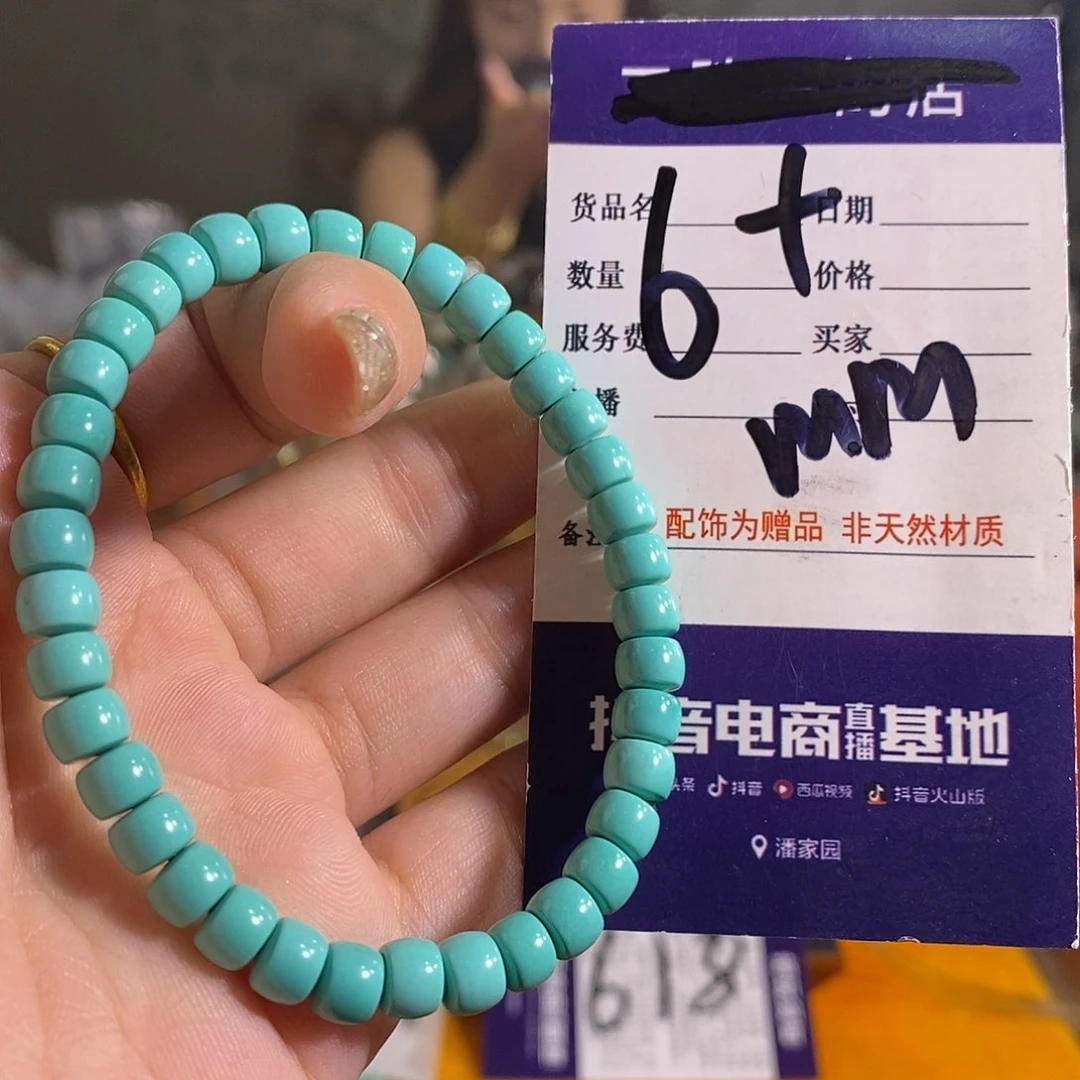 店
货品名 日期
6+
数量 价格
服务费 买家
播
mm
备注 配饰为赠品 非天然材质
抖音电商直播基地
头条 抖音 西瓜视频 抖音火山版
潘家园
618